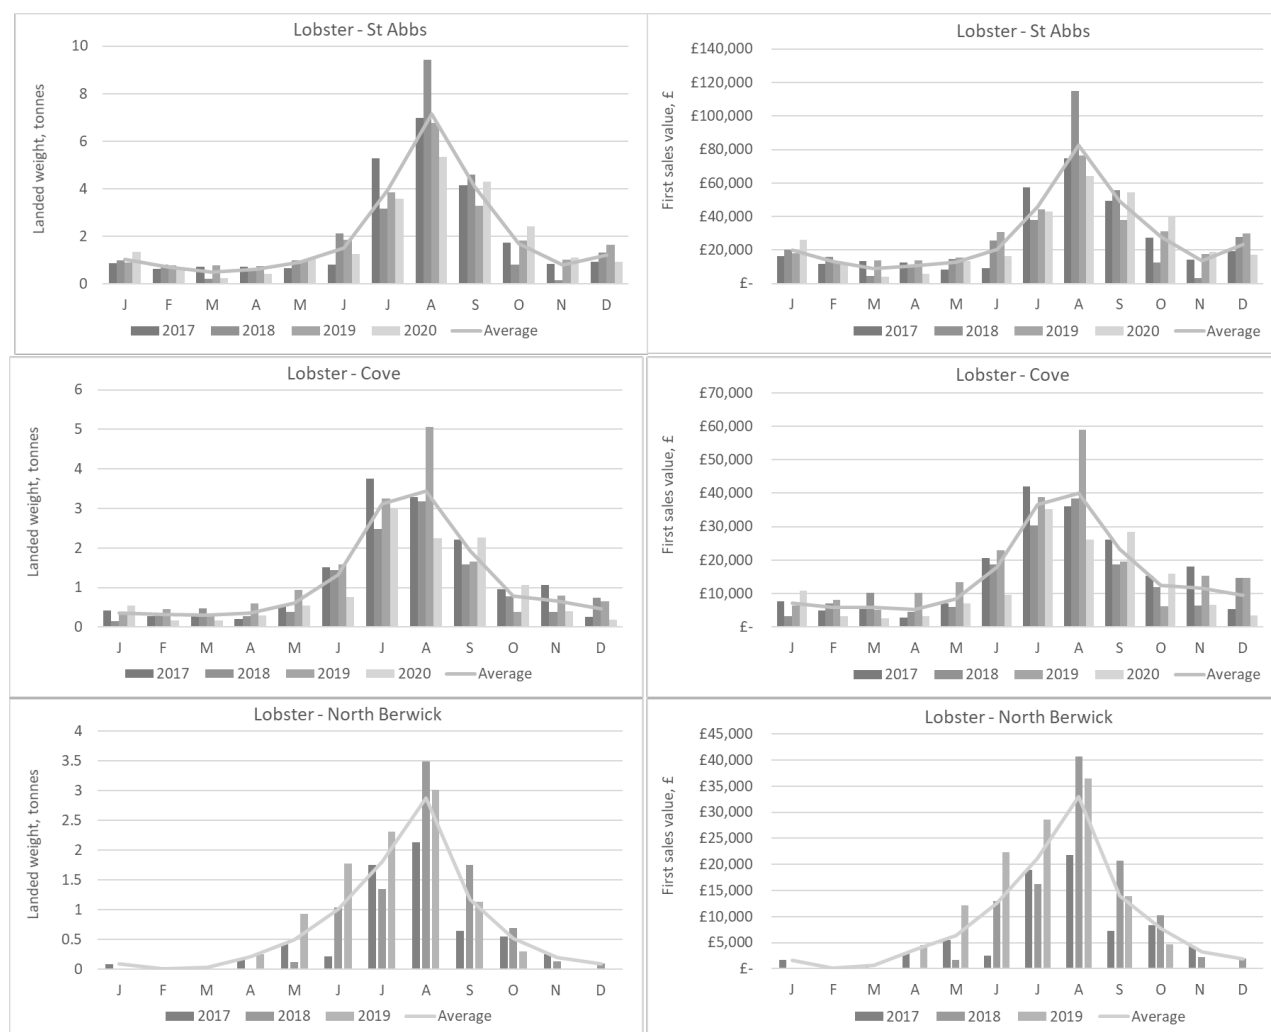 Lobster - St Abbs
Landed weight, tonnes
10
8
6
4
2
0
J F M A M J J A S O N D
2017 2018 2019 2020 Average
Lobster - St Abbs
First sales value, £
£140,000
£120,000
£100,000
£80,000
£60,000
£40,000
£20,000
£-
J F M A M J J A S O N D
2017 2018 2019 2020 Average
Lobster - Cove
Landed weight, tonnes
6
5
4
3
2
1
0
J F M A M J J A S O N D
2017 2018 2019 2020 Average
Lobster - Cove
First sales value, £
£70,000
£60,000
£50,000
£40,000
£30,000
£20,000
£10,000
£-
J F M A M J J A S O N D
2017 2018 2019 2020 Average
Lobster - North Berwick
Landed weight, tonnes
4
3.5
3
2.5
2
1.5
1
0.5
0
J F M A M J J A S O N D
2017 2018 2019 Average
Lobster - North Berwick
First sales value, £
£45,000
£40,000
£35,000
£30,000
£25,000
£20,000
£15,000
£10,000
£5,000
£-
J F M A M J J A S O N D
2017 2018 2019 Average